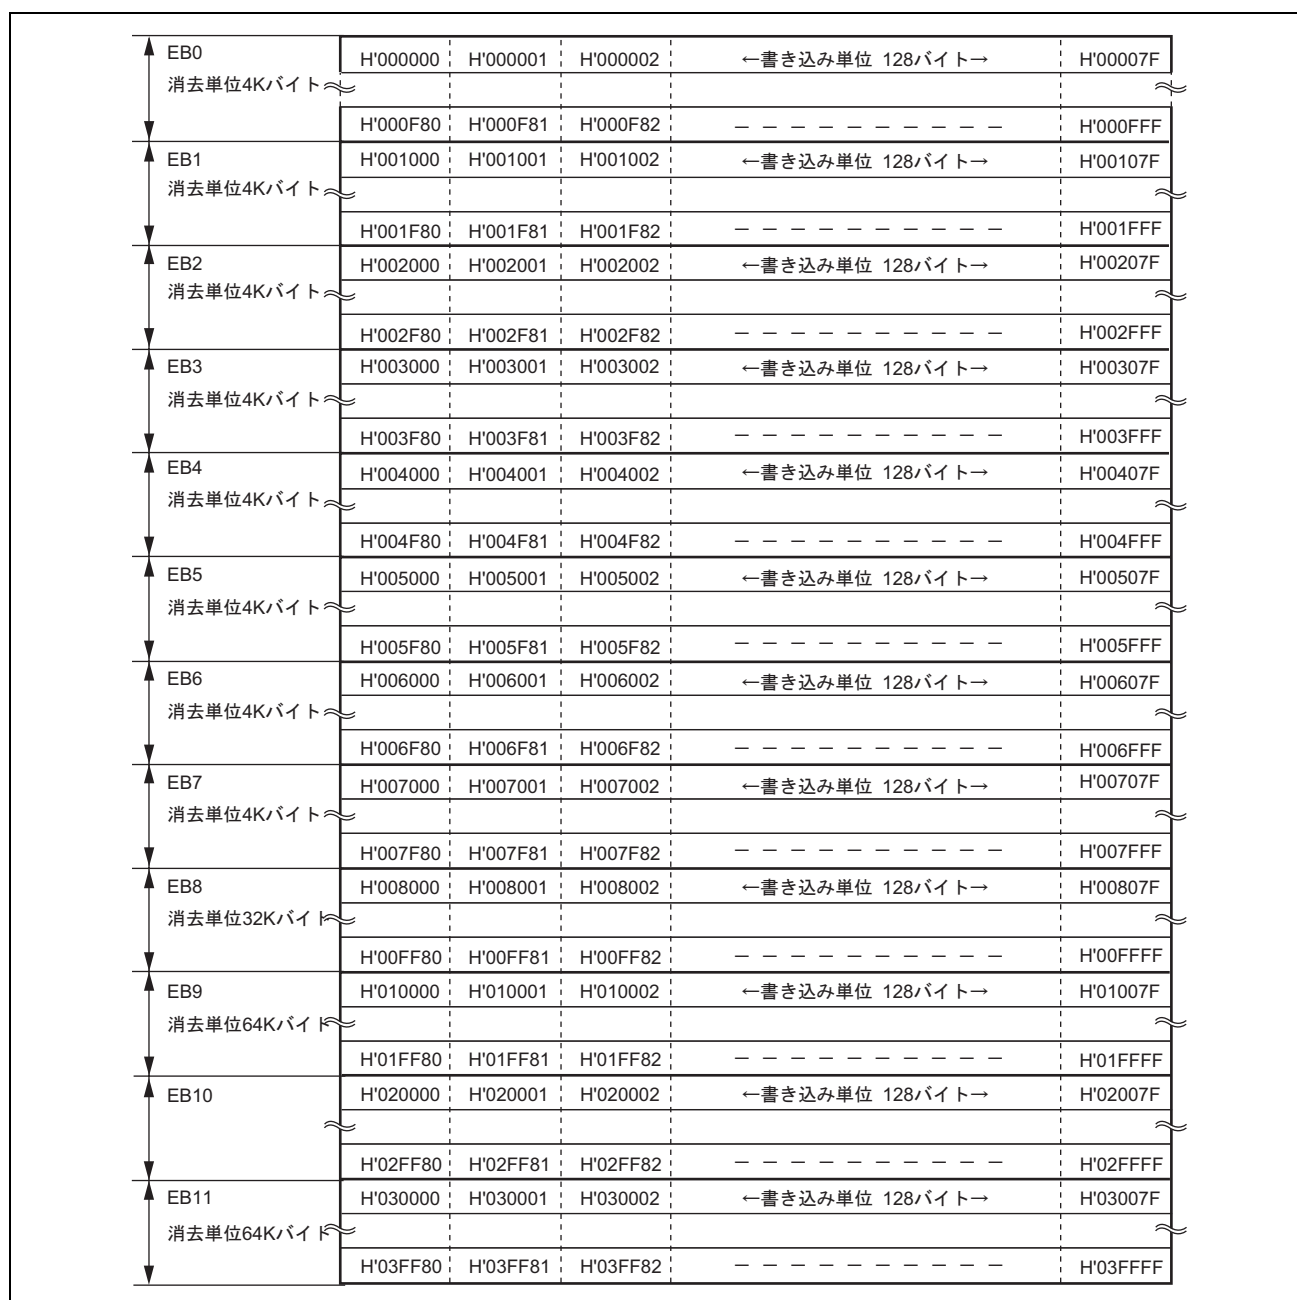 EB0 H'000000 H'000001 H'000002 ←書き込み単位 128バイト→ H'00007F
消去単位4Kバイト
H'000F80 H'000F81 H'000F82 － － － － － － － － － － H'000FFF
EB1 H'001000 H'001001 H'001002 ←書き込み単位 128バイト→ H'00107F
消去単位4Kバイト
H'001F80 H'001F81 H'001F82 － － － － － － － － － － H'001FFF
EB2 H'002000 H'002001 H'002002 ←書き込み単位 128バイト→ H'00207F
消去単位4Kバイト
H'002F80 H'002F81 H'002F82 － － － － － － － － － － H'002FFF
EB3 H'003000 H'003001 H'003002 ←書き込み単位 128バイト→ H'00307F
消去単位4Kバイト
H'003F80 H'003F81 H'003F82 － － － － － － － － － － H'003FFF
EB4 H'004000 H'004001 H'004002 ←書き込み単位 128バイト→ H'00407F
消去単位4Kバイト
H'004F80 H'004F81 H'004F82 － － － － － － － － － － H'004FFF
EB5 H'005000 H'005001 H'005002 ←書き込み単位 128バイト→ H'00507F
消去単位4Kバイト
H'005F80 H'005F81 H'005F82 － － － － － － － － － － H'005FFF
EB6 H'006000 H'006001 H'006002 ←書き込み単位 128バイト→ H'00607F
消去単位4Kバイト
H'006F80 H'006F81 H'006F82 － － － － － － － － － － H'006FFF
EB7 H'007000 H'007001 H'007002 ←書き込み単位 128バイト→ H'00707F
消去単位4Kバイト
H'007F80 H'007F81 H'007F82 － － － － － － － － － － H'007FFF
EB8 H'008000 H'008001 H'008002 ←書き込み単位 128バイト→ H'00807F
消去単位32Kバイト
H'00FF80 H'00FF81 H'00FF82 － － － － － － － － － － H'00FFFF
EB9 H'010000 H'010001 H'010002 ←書き込み単位 128バイト→ H'01007F
消去単位64Kバイト
H'01FF80 H'01FF81 H'01FF82 － － － － － － － － － － H'01FFFF
EB10 H'020000 H'020001 H'020002 ←書き込み単位 128バイト→ H'02007F
H'02FF80 H'02FF81 H'02FF82 － － － － － － － － － － H'02FFFF
EB11 H'030000 H'030001 H'030002 ←書き込み単位 128バイト→ H'03007F
消去単位64Kバイト
H'03FF80 H'03FF81 H'03FF82 － － － － － － － － － － H'03FFFF